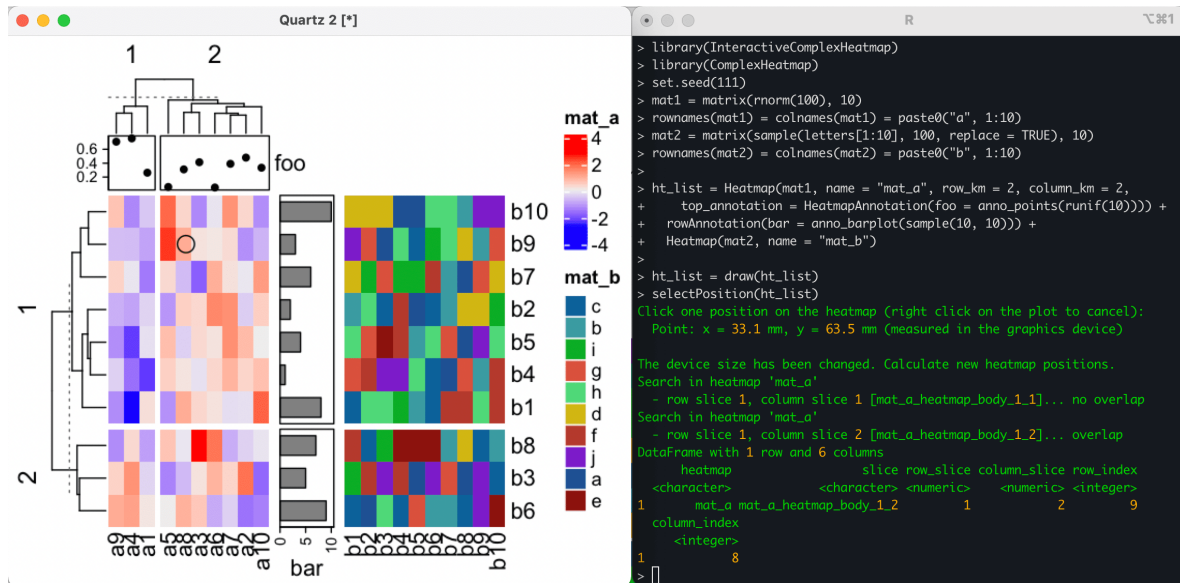 Quartz 2 [*]
1 2
mat_a
4
2
0
-2
-4
0.6
0.4
0.2
foo
b10
b9
b7
b2
b5
b4
b1
b8
b3
b6
1
2
mat_b
c
b
i
g
h
d
f
j
a
e
a9 a4 a1 a5 a8 a3 a6 a7 a2 a10
0 5 10
bar
b1 b2 b3 b4 b5 b6 b7 b8 b9 b10
R
⌥⌘1
> library(InteractiveComplexHeatmap)
> library(ComplexHeatmap)
> set.seed(111)
> mat1 = matrix(rnorm(100), 10)
> rownames(mat1) = colnames(mat1) = paste0("a", 1:10)
> mat2 = matrix(sample(letters[1:10], 100, replace = TRUE), 10)
> rownames(mat2) = colnames(mat2) = paste0("b", 1:10)
>
> ht_list = Heatmap(mat1, name = "mat_a", row_km = 2, column_km = 2,
+     top_annotation = HeatmapAnnotation(foo = anno_points(runif(10)))) +
+   rowAnnotation(bar = anno_barplot(sample(10, 10))) +
+   Heatmap(mat2, name = "mat_b")
>
> ht_list = draw(ht_list)
> selectPosition(ht_list)
Click one position on the heatmap (right click on the plot to cancel):
  Point: x = 33.1 mm, y = 63.5 mm (measured in the graphics device)

The device size has been changed. Calculate new heatmap positions.
Search in heatmap 'mat_a'
  - row slice 1, column slice 1 [mat_a_heatmap_body_1_1]... no overlap
Search in heatmap 'mat_a'
  - row slice 1, column slice 2 [mat_a_heatmap_body_1_2]... overlap
DataFrame with 1 row and 6 columns
      heatmap                  slice row_slice column_slice row_index
  <character>            <character> <numeric>    <numeric> <integer>
1       mat_a mat_a_heatmap_body_1_2         1            2         9
  column_index
     <integer>
1            8
>